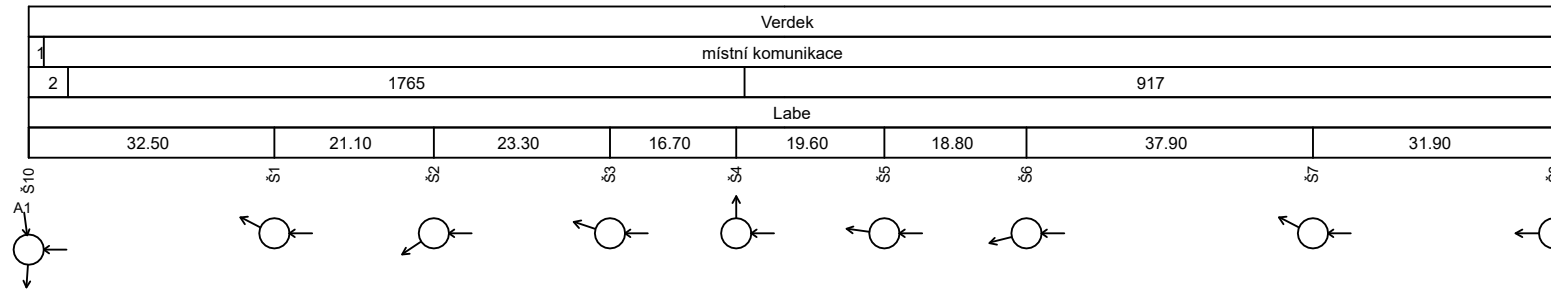 Verdek
1 místní komunikace
2 1765 917
Labe
32.50 21.10 23.30 16.70 19.60 18.80 37.90 31.90
Š10 Š1 Š2 Š3 Š4 Š5 Š6 Š7
A1